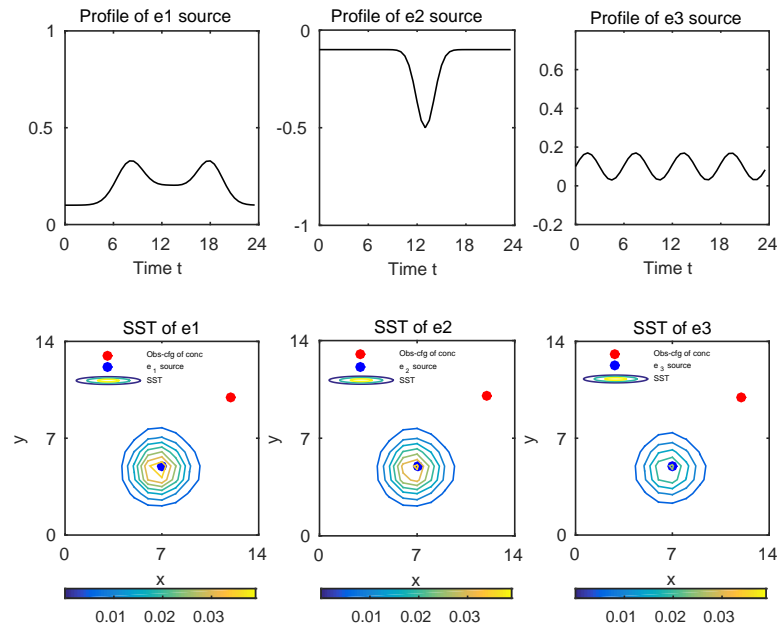 Profile of e1 source
Profile of e2 source
Profile of e3 source
1
0.5
0
0 6 12 18 24
Time t
0
-0.5
-1
0 6 12 18 24
Time t
0.6
0.4
0.2
0
-0.2
0 6 12 18 24
Time t
SST of e1
SST of e2
SST of e3
14
7
0
y
0 7 14
x
Obs-cfg of conc
e1 source
SST
14
7
0
y
0 7 14
x
Obs-cfg of conc
e2 source
SST
14
7
0
y
0 7 14
x
Obs-cfg of conc
e3 source
SST
0.01 0.02 0.03
0.01 0.02 0.03
0.01 0.02 0.03